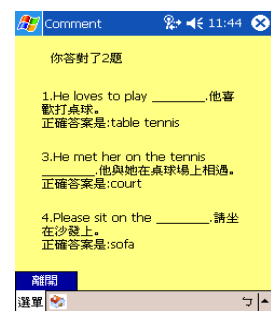 Comment 11:44
你答對了2題
1.He loves to play _______.他喜
歡打桌球。
正確答案是:table tennis
3.He met her on the tennis
_______.他與她在桌球場上相遇。
正確答案是:court
4.Please sit on the _______.請坐
在沙發上。
正確答案是:sofa
離開
選單 ㄅ